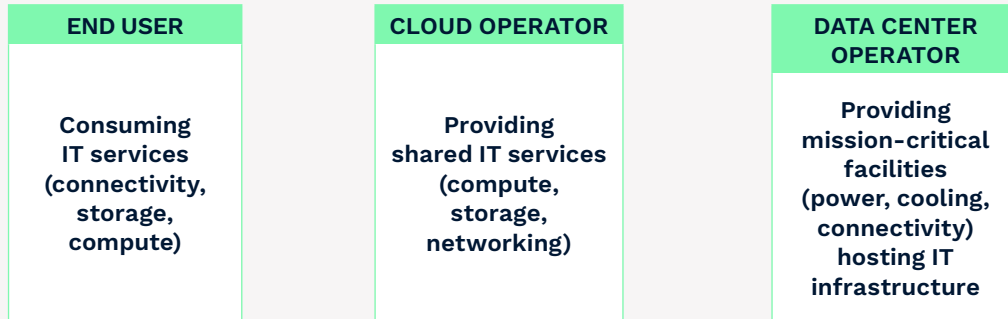 END USER
Consuming
IT services
(connectivity,
storage,
compute)
CLOUD OPERATOR
Providing
shared IT services
(compute,
storage,
networking)
DATA CENTER
OPERATOR
Providing
mission-critical
facilities
(power, cooling,
connectivity)
hosting IT
infrastructure